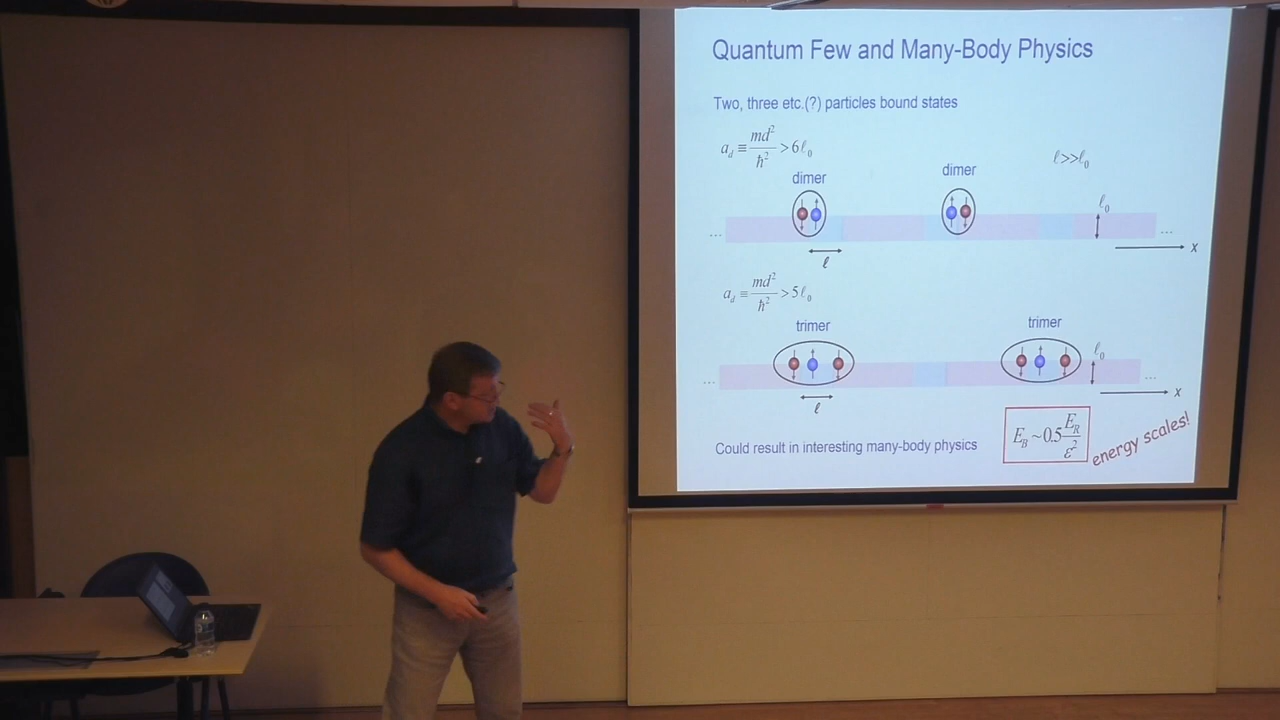 Quantum Few and Many-Body Physics
Two, three etc.(?) particles bound states
a_d ≡ md²/ħ² > 6ℓ₀
ℓ>>ℓ₀
dimer dimer
ℓ₀
... ...
x
ℓ
a_d ≡ md²/ħ² > 5ℓ₀
trimer trimer
ℓ₀
... ...
x
ℓ
Could result in interesting many-body physics
E_B ~ 0.5 E_R/ε²
energy scales!